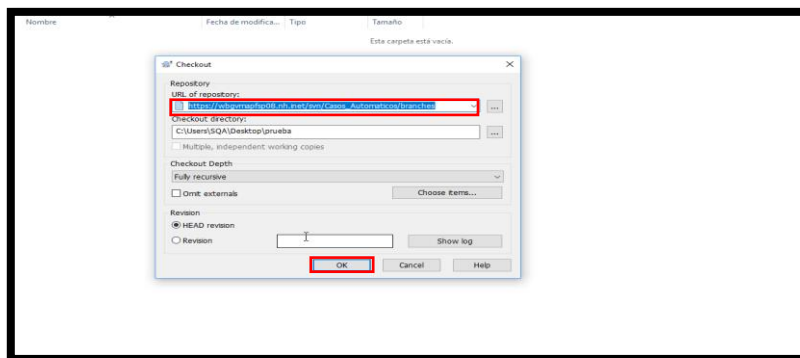 Nombre Fecha de modifica... Tipo Tamaño
Esta carpeta está vacía.
Checkout
Repository
URL of repository:
https://wbgvmapfsp08.nh.inet/svn/Casos_Automaticos/branches
...
Checkout directory:
C:\Users\SQA\Desktop\prueba
...
Multiple, independent working copies
Checkout Depth
Fully recursive
Omit externals
Choose items...
Revision
HEAD revision
Revision
Show log
OK Cancel Help